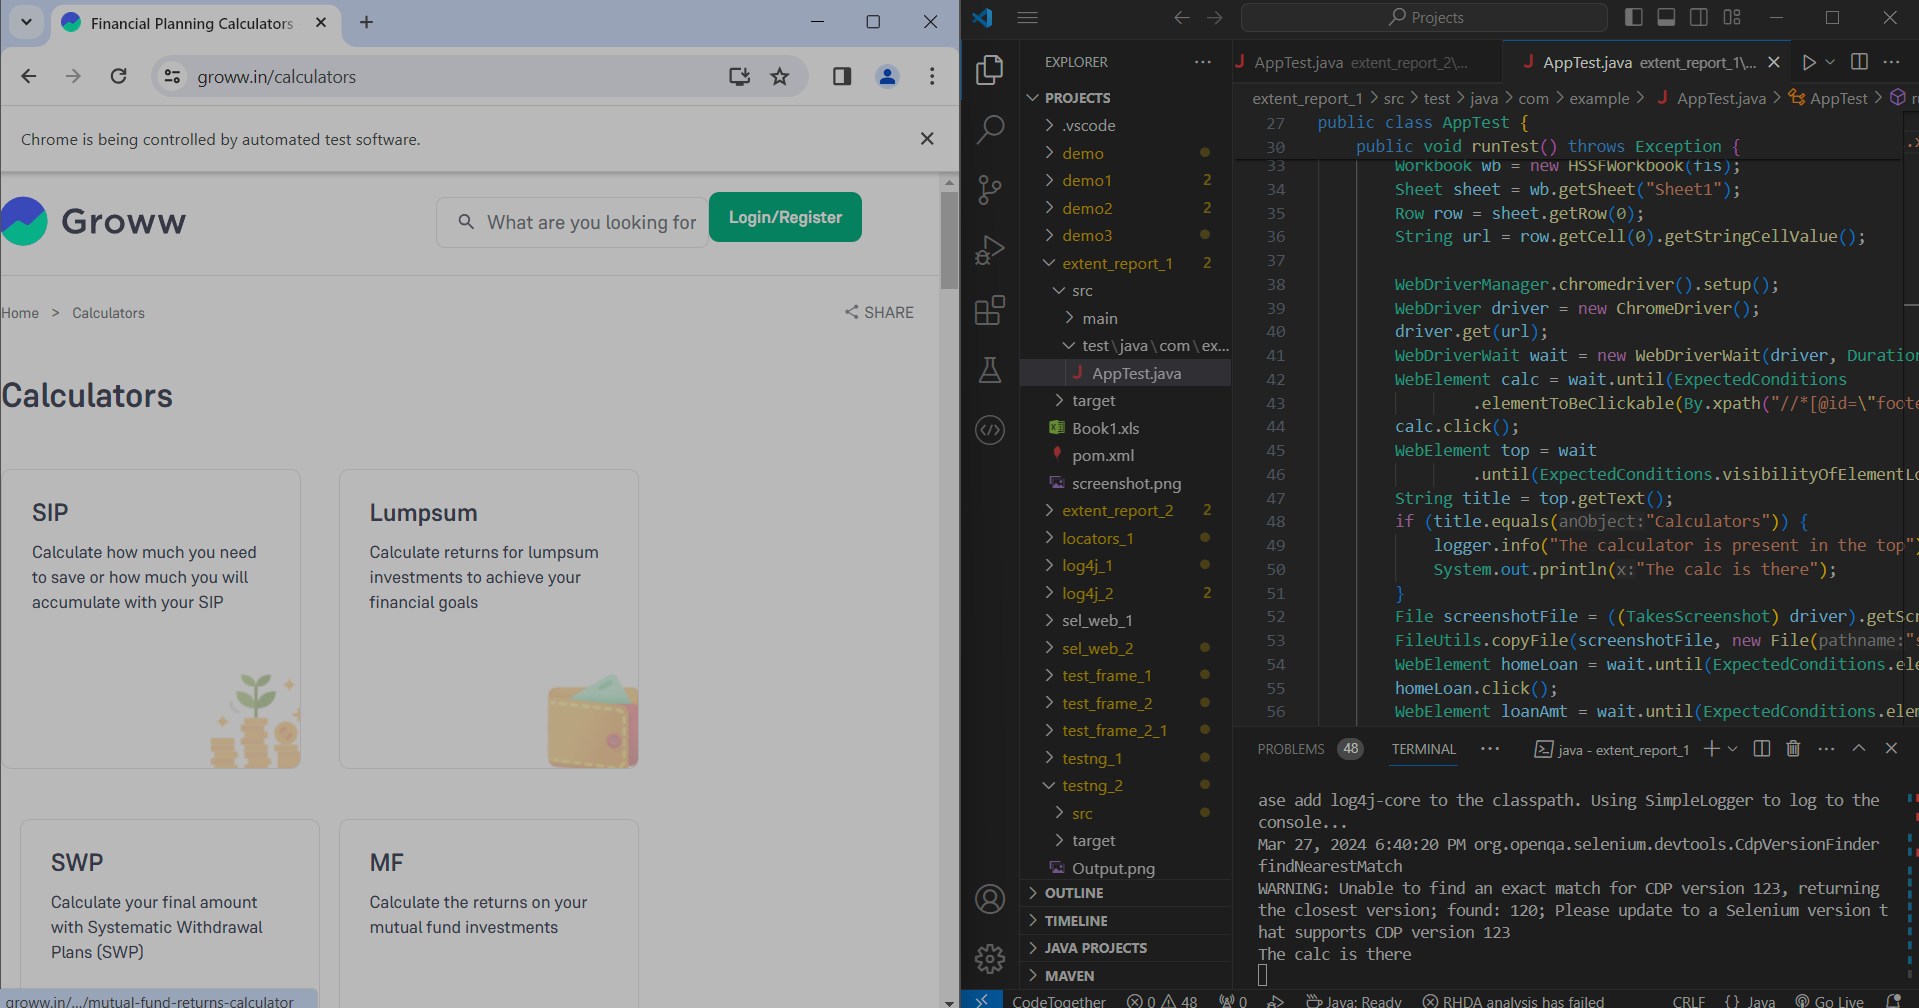 Financial Planning Calculators
groww.in/calculators
Chrome is being controlled by automated test software.
Groww
What are you looking for
Login/Register
Home > Calculators
SHARE
Calculators
SIP
Calculate how much you need
to save or how much you will
accumulate with your SIP
Lumpsum
Calculate returns for lumpsum
investments to achieve your
financial goals
SWP
Calculate your final amount
with Systematic Withdrawal
Plans (SWP)
MF
Calculate the returns on your
mutual fund investments
groww.in/.../mutual-fund-returns-calculator
Projects
EXPLORER
PROJECTS
.vscode
demo
demo1 2
demo2 2
demo3
extent_report_1 2
src
main
test\java\com\ex...
AppTest.java
target
Book1.xls
pom.xml
screenshot.png
extent_report_2 2
locators_1
log4j_1
log4j_2 2
sel_web_1
sel_web_2
test_frame_1
test_frame_2
test_frame_2_1
testng_1
testng_2
src
target
Output.png
OUTLINE
TIMELINE
JAVA PROJECTS
MAVEN
AppTest.java extent_report_2\...
AppTest.java extent_report_1\...
extent_report_1 > src > test > java > com > example > AppTest.java > AppTest >
27 public class AppTest {
30 public void runTest() throws Exception {
33 Workbook wb = new HSSFWorkbook(fis);
34 Sheet sheet = wb.getSheet("Sheet1");
35 Row row = sheet.getRow(0);
36 String url = row.getCell(0).getStringCellValue();
37
38 WebDriverManager.chromedriver().setup();
39 WebDriver driver = new ChromeDriver();
40 driver.get(url);
41 WebDriverWait wait = new WebDriverWait(driver, Duration
42 WebElement calc = wait.until(ExpectedConditions
43 .elementToBeClickable(By.xpath("//*[@id=\"foote
44 calc.click();
45 WebElement top = wait
46 .until(ExpectedConditions.visibilityOfElementLo
47 String title = top.getText();
48 if (title.equals(anObject:"Calculators")) {
49 logger.info("The calculator is present in the top")
50 System.out.println(x:"The calc is there");
51 }
52 File screenshotFile = ((TakesScreenshot) driver).getScr
53 FileUtils.copyFile(screenshotFile, new File(pathname:"s
54 WebElement homeLoan = wait.until(ExpectedConditions.ele
55 homeLoan.click();
56 WebElement loanAmt = wait.until(ExpectedConditions.elem
PROBLEMS 48 TERMINAL ... java - extent_report_1
ase add log4j-core to the classpath. Using SimpleLogger to log to the
console...
Mar 27, 2024 6:40:20 PM org.openqa.selenium.devtools.CdpVersionFinder
findNearestMatch
WARNING: Unable to find an exact match for CDP version 123, returning
the closest version; found: 120; Please update to a Selenium version t
hat supports CDP version 123
The calc is there
CodeTogether 0 48 0 Java: Ready RHDA analysis has failed CRLF {} Java Go Live